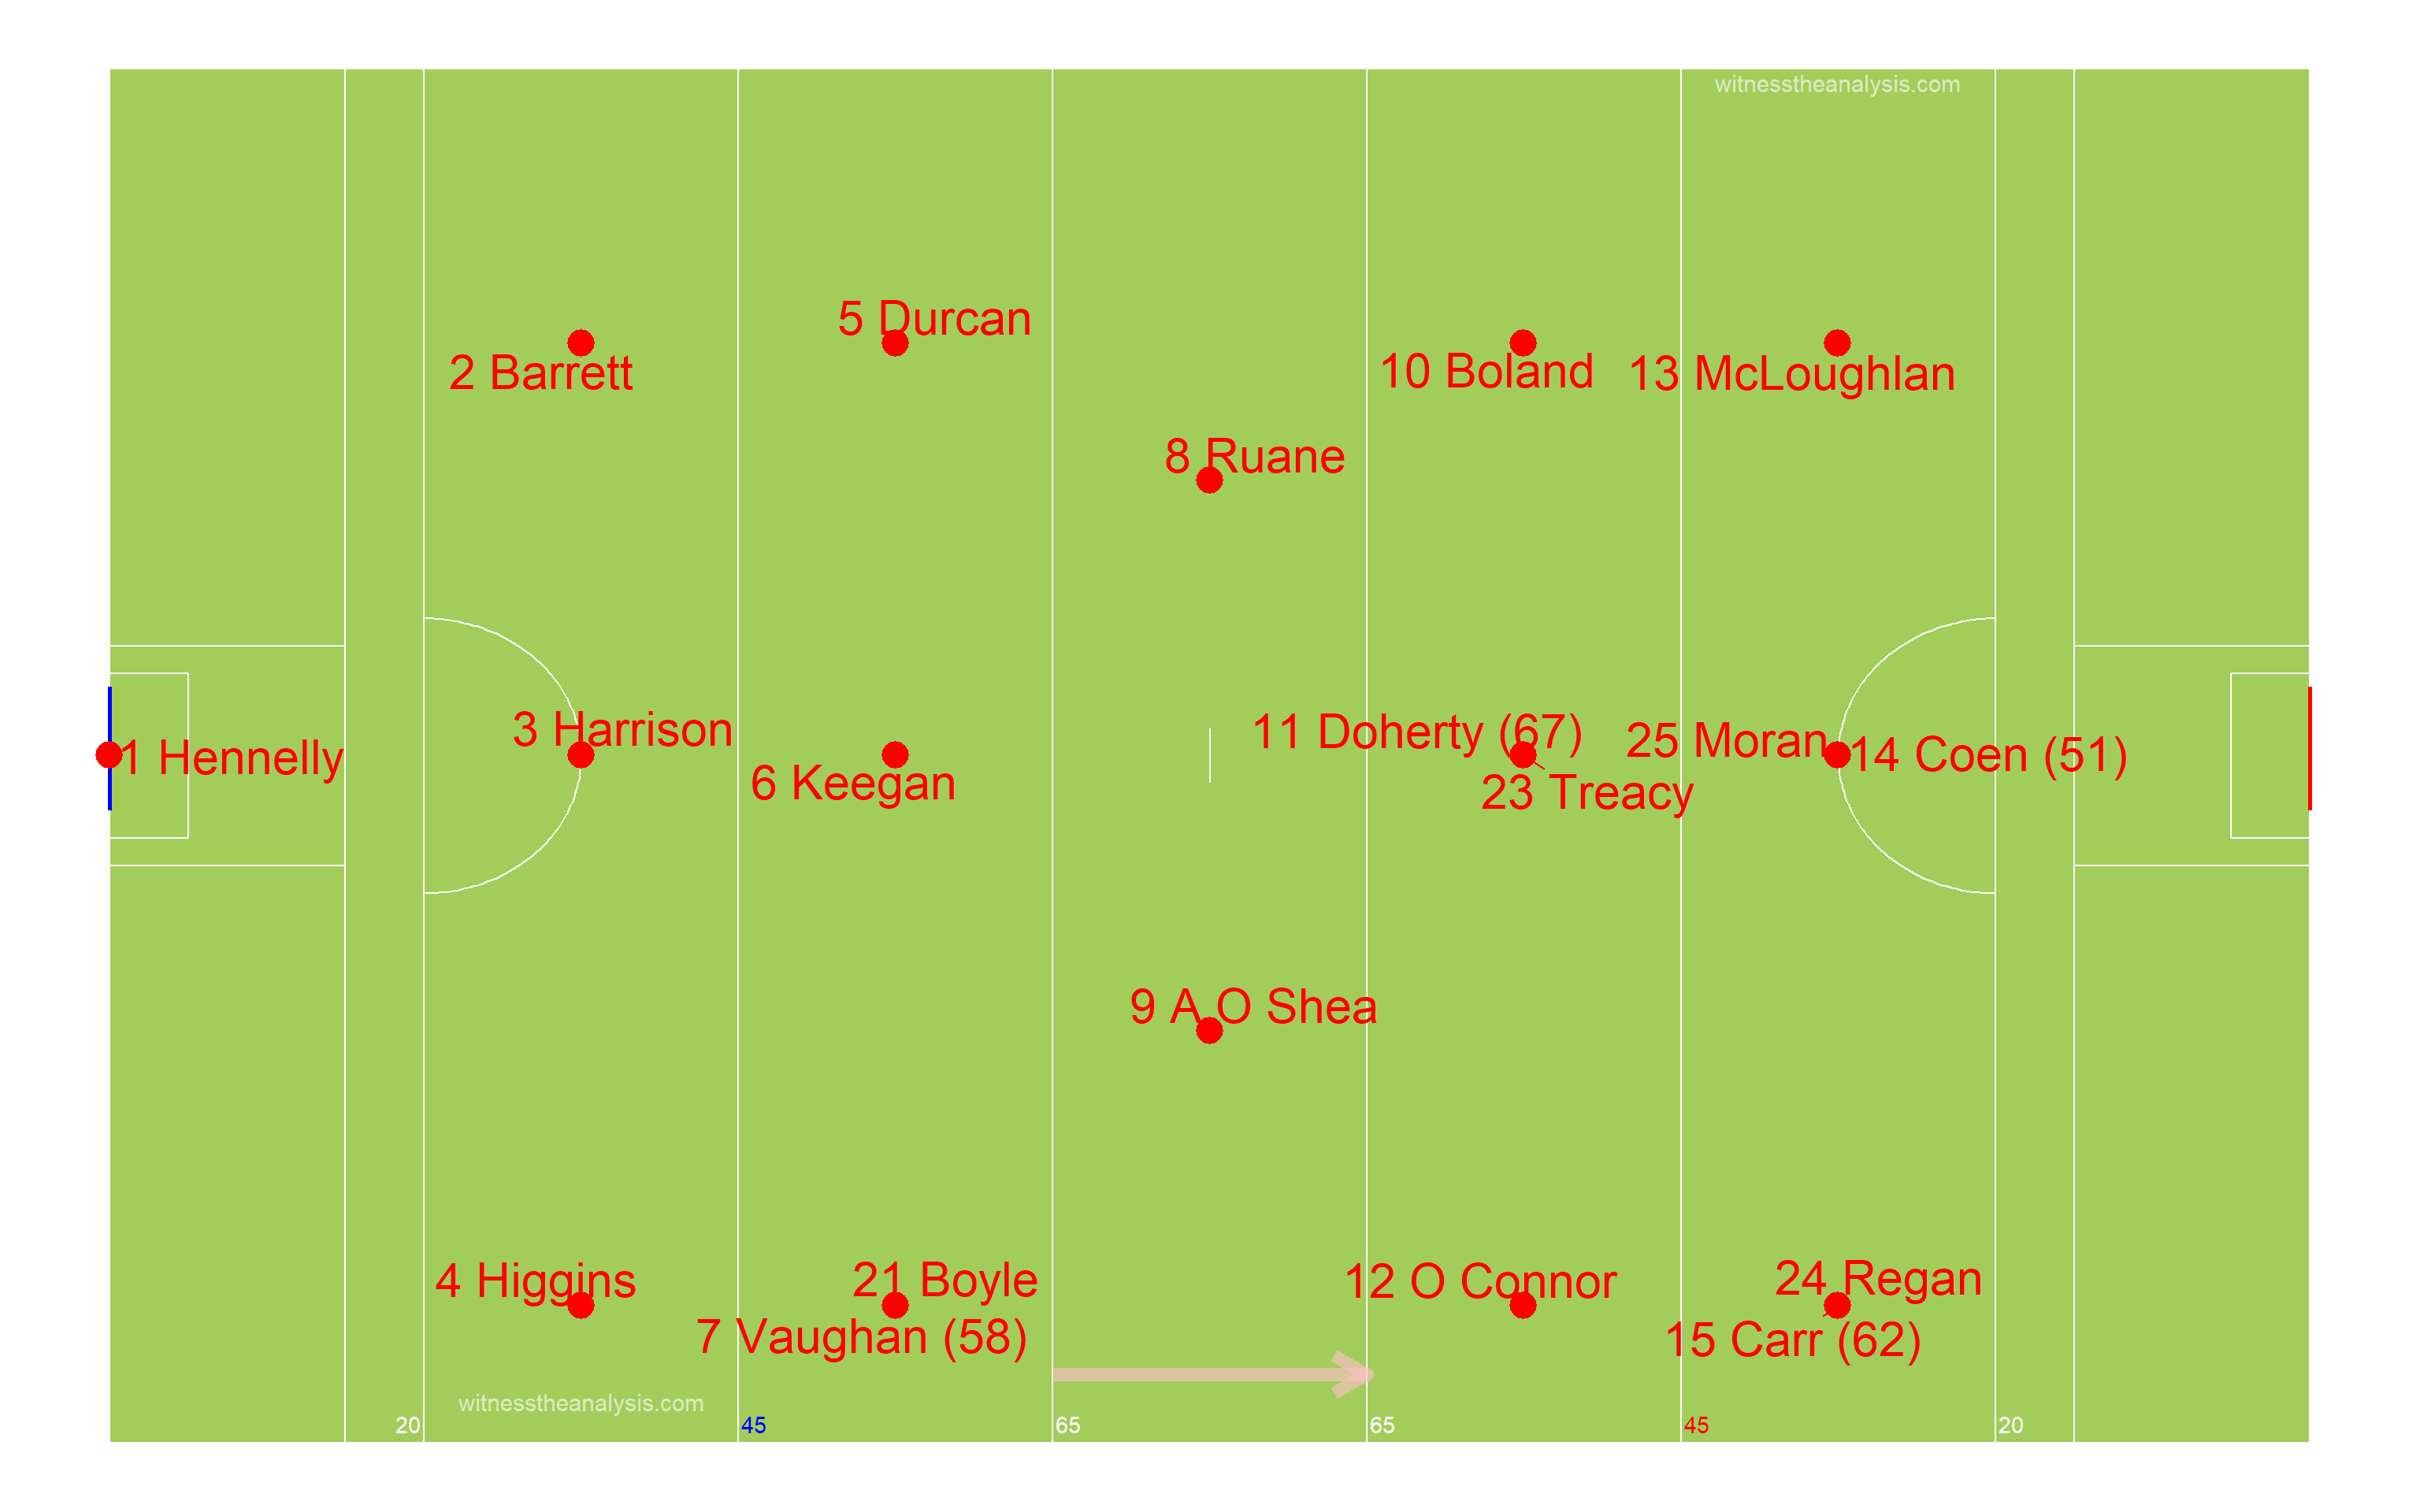 witnesstheanalysis.com
5 Durcan
2 Barrett
10 Boland
13 McLoughlan
8 Ruane
3 Harrison
11 Doherty (67)
25 Moran
14 Coen (51)
1 Hennelly
6 Keegan
23 Treacy
9 A O Shea
4 Higgins
21 Boyle
12 O Connor
24 Regan
7 Vaughan (58)
15 Carr (62)
witnesstheanalysis.com
20
45
65
65
45
20